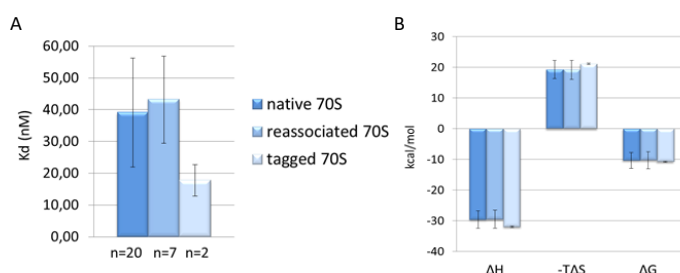 A
60,00
50,00
40,00
30,00
20,00
10,00
0,00
Kd (nM)
n=20 n=7 n=2
native 70S
reassociated 70S
tagged 70S
B
30
20
10
0
-10
-20
-30
-40
kcal/mol
ΔH -TΔS ΔG